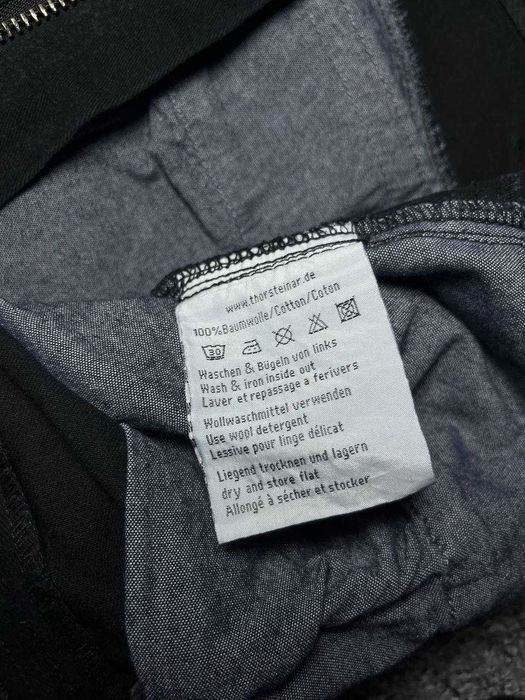 www.thorsteinar.de
100%Baumwolle/Cotton/Coton
30
Waschen & Bügeln von links
Wash & iron inside out
Laver et repassage a ferivers
Wollwaschmittel verwenden
Use wool detergent
Lessive pour linge délicat
Liegend trocknen und lagern
dry and store flat
Allongé à sécher et stocker